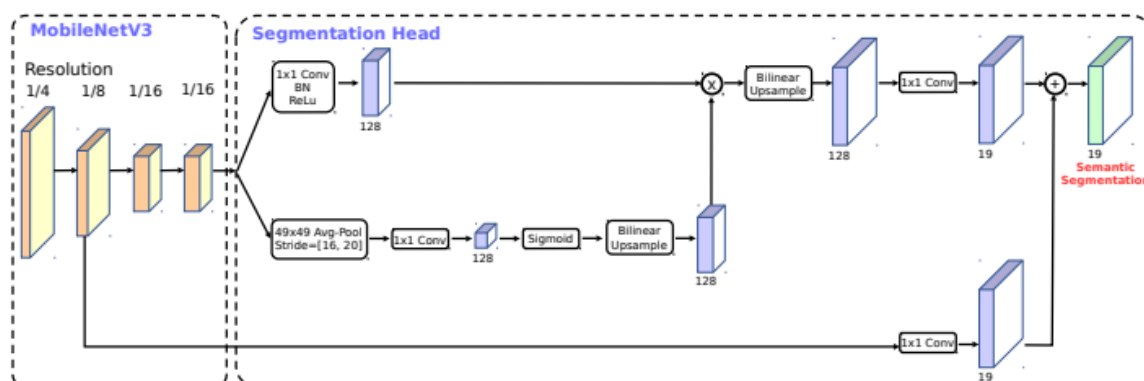 MobileNetV3
Segmentation Head
Resolution
1/4
1/8
1/16
1/16
1x1 Conv
BN
ReLu
128
x
Bilinear
Upsample
128
1x1 Conv
19
+
19
Semantic
Segmentation
49x49 Avg-Pool
Stride=[16, 20]
1x1 Conv
128
Sigmoid
Bilinear
Upsample
128
1x1 Conv
19